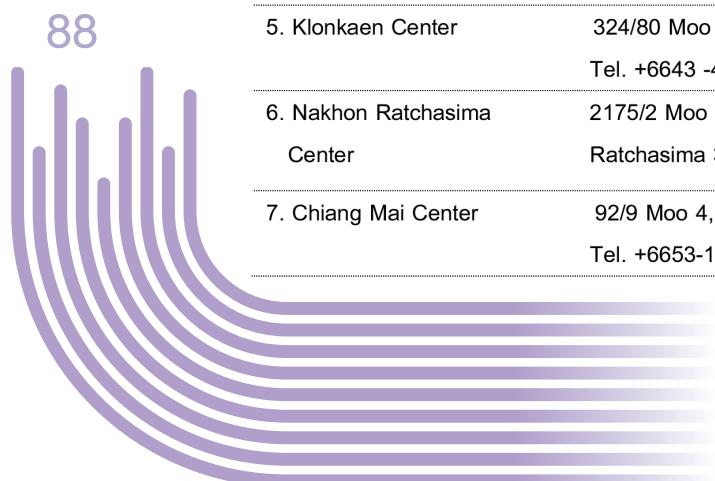 88
5. Klonkaen Center 324/80 Moo
Tel. +6643 -4
6. Nakhon Ratchasima 2175/2 Moo
Center Ratchasima
7. Chiang Mai Center 92/9 Moo 4,
Tel. +6653-1